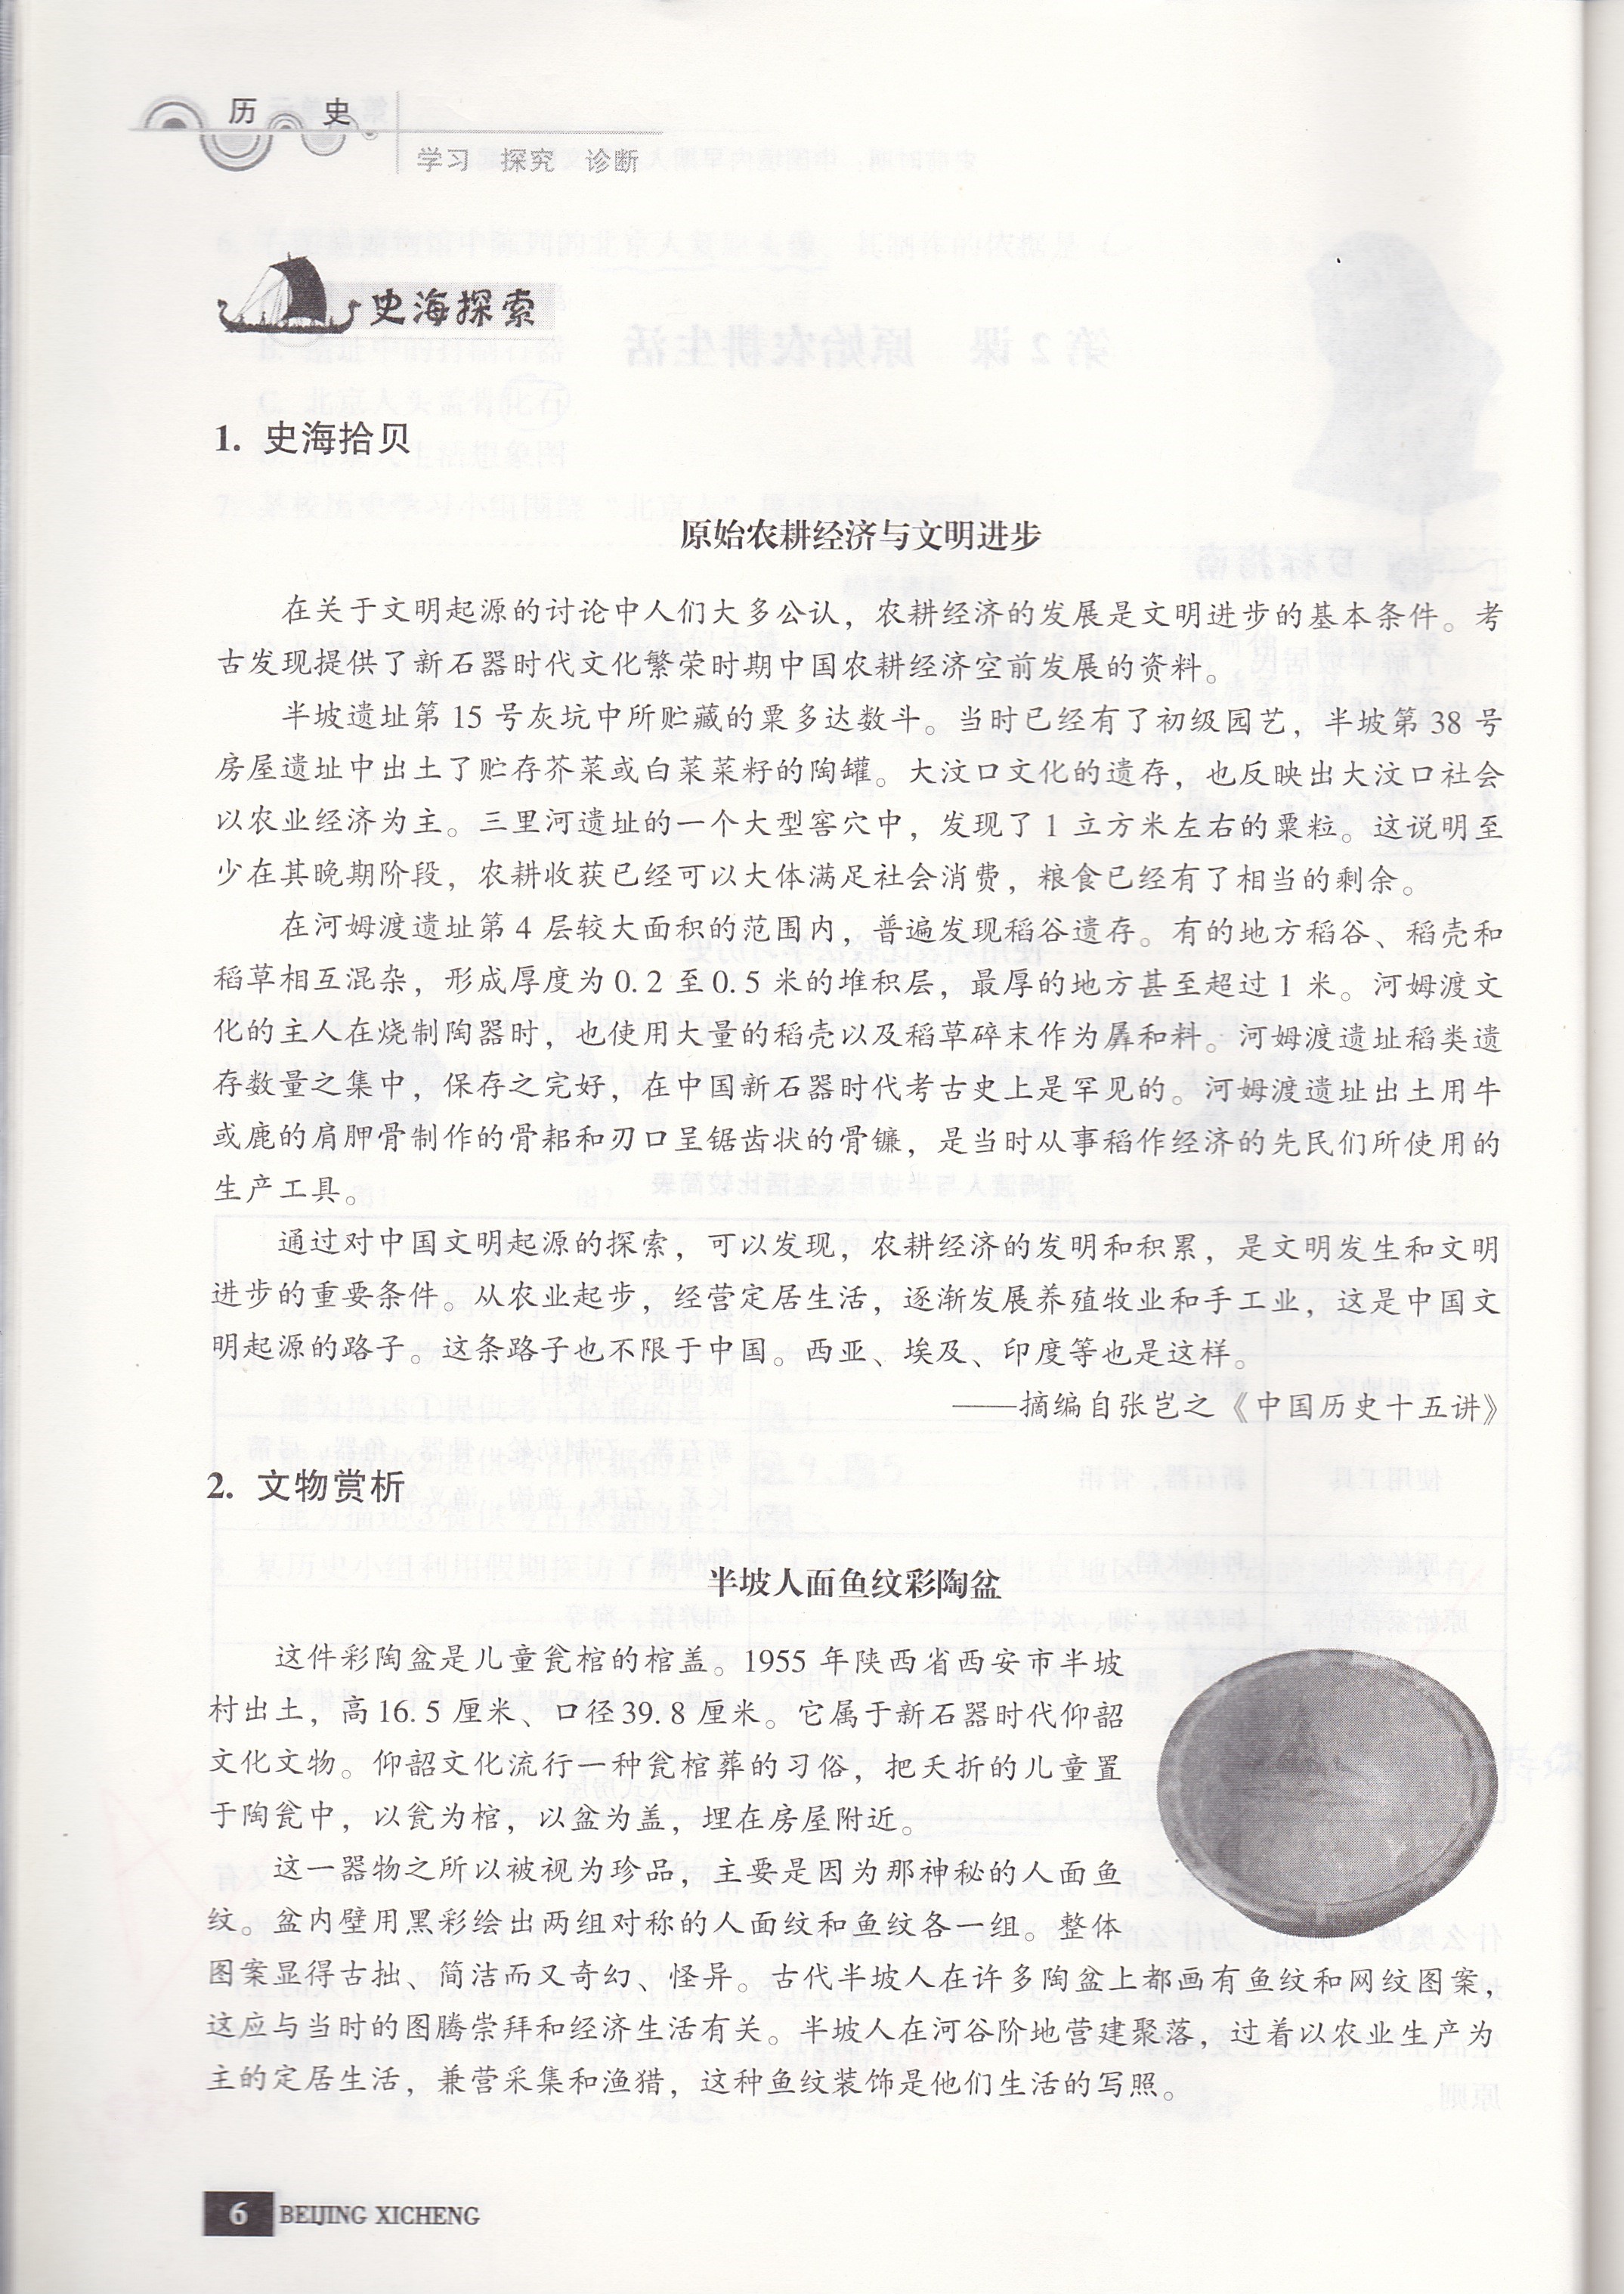 历 史
学习 探究 诊断
史海探索
1. 史海拾贝
原始农耕经济与文明进步
在关于文明起源的讨论中人们大多公认，农耕经济的发展是文明进步的基本条件。考
古发现提供了新石器时代文化繁荣时期中国农耕经济空前发展的资料。
半坡遗址第 15 号灰坑中所贮藏的粟多达数斗。当时已经有了初级园艺，半坡第 38 号
房屋遗址中出土了贮存芥菜或白菜菜籽的陶罐。大汶口文化的遗存，也反映出大汶口社会
以农业经济为主。三里河遗址的一个大型窖穴中，发现了 1 立方米左右的粟粒。这说明至
少在其晚期阶段，农耕收获已经可以大体满足社会消费，粮食已经有了相当的剩余。
在河姆渡遗址第 4 层较大面积的范围内，普遍发现稻谷遗存。有的地方稻谷、稻壳和
稻草相互混杂，形成厚度为 0.2 至 0.5 米的堆积层，最厚的地方甚至超过 1 米。河姆渡文
化的主人在烧制陶器时，也使用大量的稻壳以及稻草碎末作为羼和料。河姆渡遗址稻类遗
存数量之集中，保存之完好，在中国新石器时代考古史上是罕见的。河姆渡遗址出土用牛
或鹿的肩胛骨制作的骨耜和刃口呈锯齿状的骨镰，是当时从事稻作经济的先民们所使用的
生产工具。
通过对中国文明起源的探索，可以发现，农耕经济的发明和积累，是文明发生和文明
进步的重要条件。从农业起步，经营定居生活，逐渐发展养殖牧业和手工业，这是中国文
明起源的路子。这条路子也不限于中国。西亚、埃及、印度等也是这样。
——摘编自张岂之《中国历史十五讲》
2. 文物赏析
半坡人面鱼纹彩陶盆
这件彩陶盆是儿童瓮棺的棺盖。1955 年陕西省西安市半坡
村出土，高 16.5 厘米、口径 39.8 厘米。它属于新石器时代仰韶
文化文物。仰韶文化流行一种瓮棺葬的习俗，把夭折的儿童置
于陶瓮中，以瓮为棺，以盆为盖，埋在房屋附近。
这一器物之所以被视为珍品，主要是因为那神秘的人面鱼
纹。盆内壁用黑彩绘出两组对称的人面纹和鱼纹各一组。整体
图案显得古拙、简洁而又奇幻、怪异。古代半坡人在许多陶盆上都画有鱼纹和网纹图案，
这应与当时的图腾崇拜和经济生活有关。半坡人在河谷阶地营建聚落，过着以农业生产为
主的定居生活，兼营采集和渔猎，这种鱼纹装饰是他们生活的写照。
6 BEIJING XICHENG